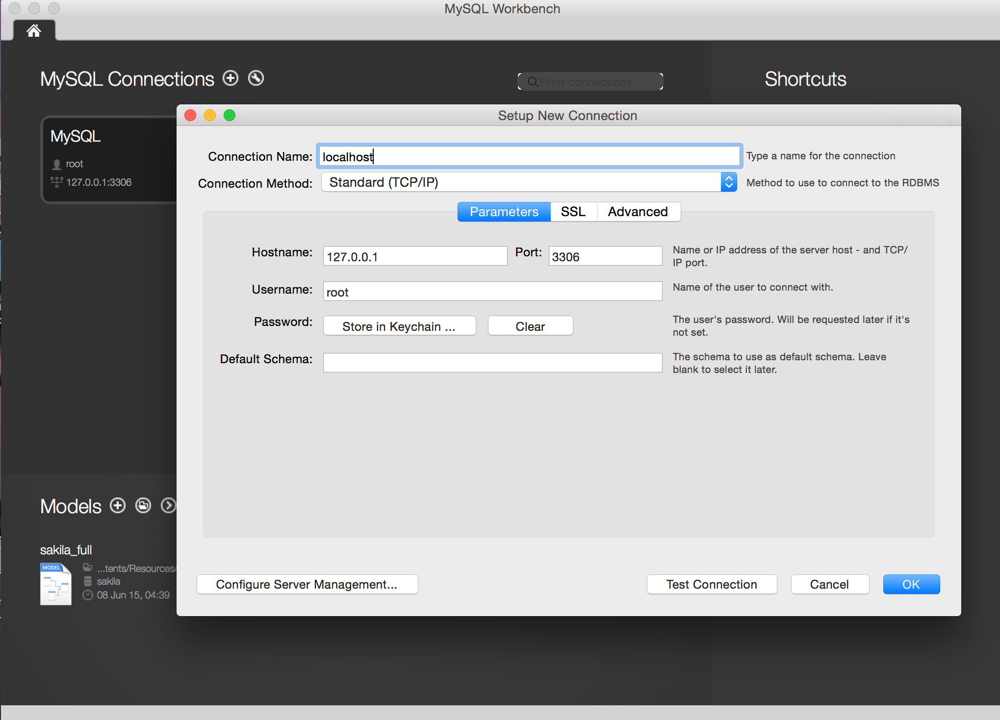 MySQL Workbench
MySQL Connections
Filter connections
Shortcuts
MySQL
root
127.0.0.1:3306
Setup New Connection
Connection Name:
localhost
Type a name for the connection
Connection Method:
Standard (TCP/IP)
Method to use to connect to the RDBMS
Parameters
SSL
Advanced
Hostname:
127.0.0.1
Port:
3306
Name or IP address of the server host - and TCP/
IP port.
Username:
root
Name of the user to connect with.
Password:
Store in Keychain ...
Clear
The user's password. Will be requested later if it's
not set.
Default Schema:
The schema to use as default schema. Leave
blank to select it later.
Models
sakila_full
MODEL
...tents/Resources/
sakila
08 Jun 15, 04:39
Configure Server Management...
Test Connection
Cancel
OK